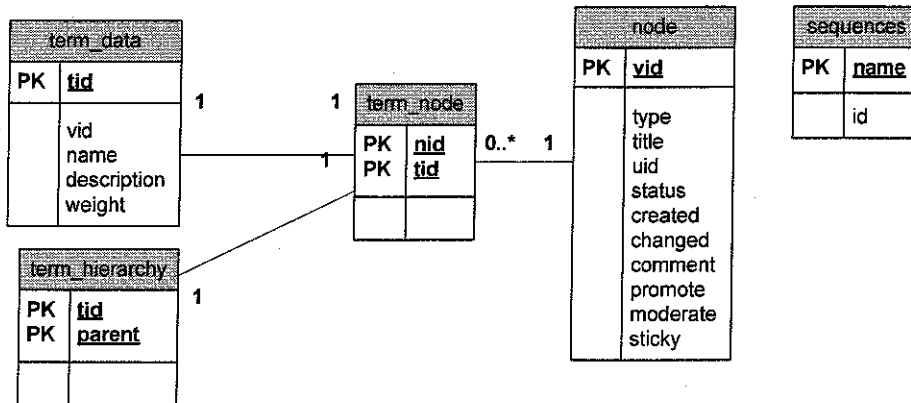 term_data
PK tid
vid
name
description
weight
1
1
1
term_node
PK nid
PK tid
0..*
1
node
PK vid
type
title
uid
status
created
changed
comment
promote
moderate
sticky
sequences
PK name
id
term_hierarchy
PK tid
PK parent
1